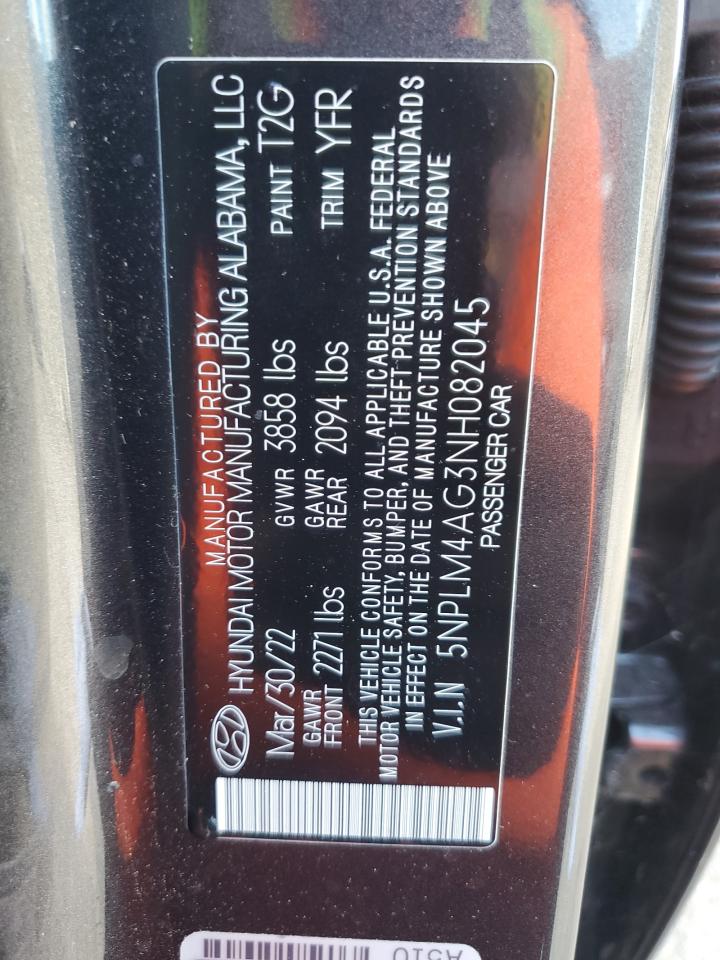 MANUFACTURED BY
HYUNDAI MOTOR MANUFACTURING ALABAMA, LLC
Mar/30/22 GVWR 3858 lbs PAINT T2G
GAWR FRONT 2271 lbs GAWR REAR 2094 lbs TRIM YFR
THIS VEHICLE CONFORMS TO ALL APPLICABLE U.S.A. FEDERAL
MOTOR VEHICLE SAFETY, BUMPER, AND THEFT PREVENTION STANDARDS
IN EFFECT ON THE DATE OF MANUFACTURE SHOWN ABOVE
V.I.N 5NPLM4AG3NH082045
PASSENGER CAR